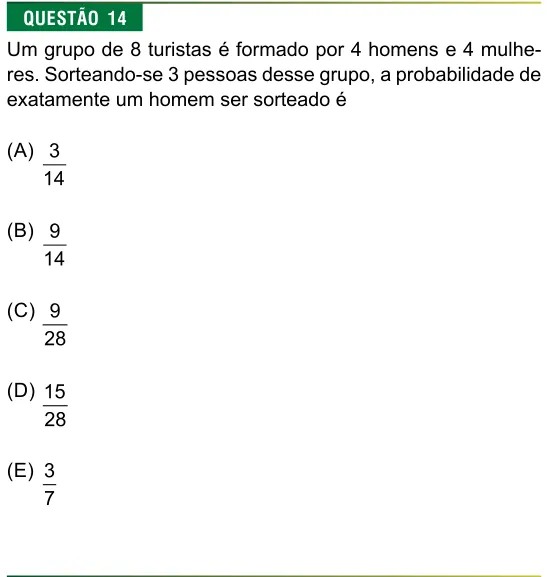 QUESTÃO 14
Um grupo de 8 turistas é formado por 4 homens e 4 mulhe-
res. Sorteando-se 3 pessoas desse grupo, a probabilidade de
exatamente um homem ser sorteado é
(A) 3/14
(B) 9/14
(C) 9/28
(D) 15/28
(E) 3/7